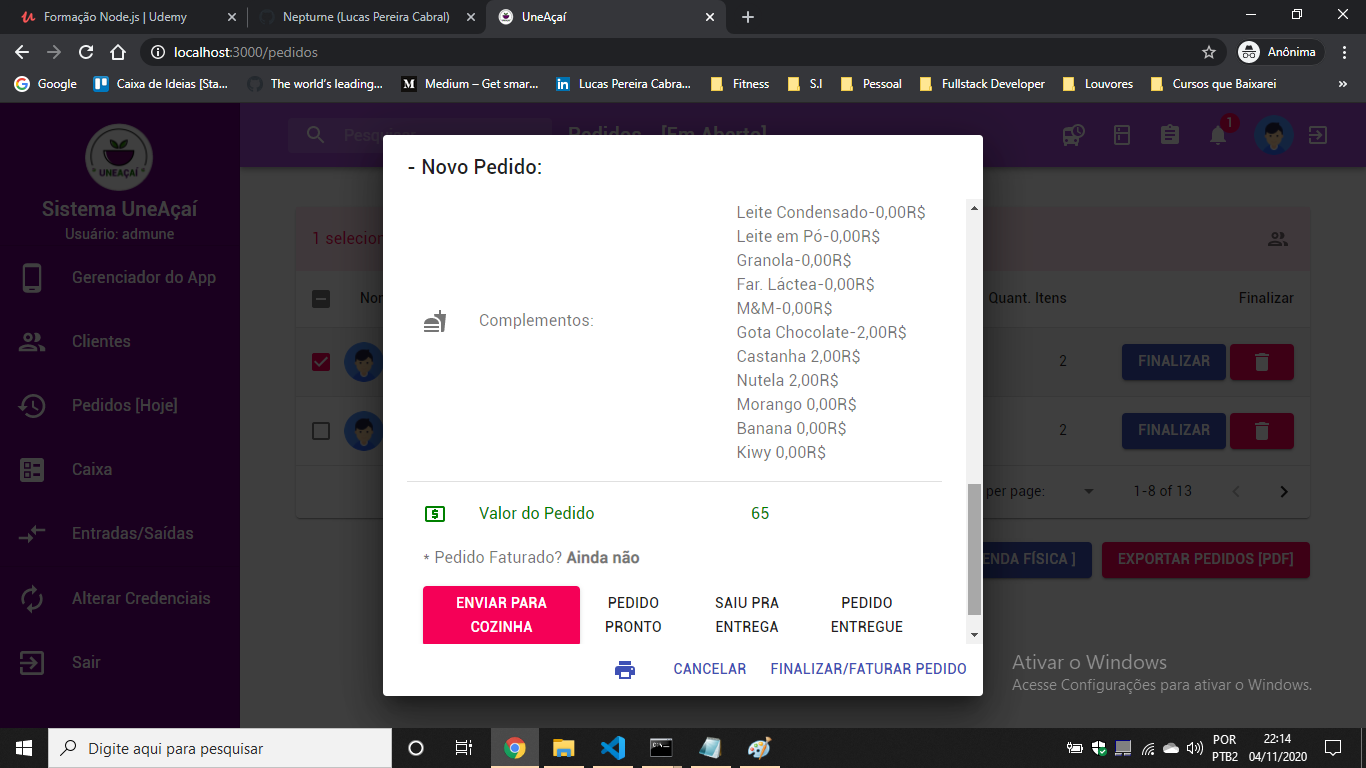 Formação Node.js | Udemy
Nepturne (Lucas Pereira Cabral)
UneAçaí
localhost:3000/pedidos
Anônima
Google
Caixa de Ideias [Sta...
The world's leading...
Medium – Get smar...
Lucas Pereira Cabra...
Fitness
S.I
Pessoal
Fullstack Developer
Louvores
Cursos que Baixarei
»
UNEAÇAÍ
Sistema UneAçaí
Usuário: admune
Gerenciador do App
Clientes
Pedidos [Hoje]
Caixa
Entradas/Saídas
Alterar Credenciais
Sair
Pedidos - [Em Aberto]
1
1 selecion
Nor
Quant. Itens
Finalizar
2
FINALIZAR
2
FINALIZAR
per page:
1-8 of 13
ENDA FÍSICA ]
EXPORTAR PEDIDOS [PDF]
- Novo Pedido:
Complementos:
Leite Condensado-0,00R$
Leite em Pó-0,00R$
Granola-0,00R$
Far. Láctea-0,00R$
M&M-0,00R$
Gota Chocolate-2,00R$
Castanha 2,00R$
Nutela 2,00R$
Morango 0,00R$
Banana 0,00R$
Kiwy 0,00R$
Valor do Pedido
65
* Pedido Faturado? Ainda não
ENVIAR PARA
COZINHA
PEDIDO
PRONTO
SAIU PRA
ENTREGA
PEDIDO
ENTREGUE
CANCELAR
FINALIZAR/FATURAR PEDIDO
Ativar o Windows
Acesse Configurações para ativar o Windows.
Digite aqui para pesquisar
POR
PTB2
22:14
04/11/2020